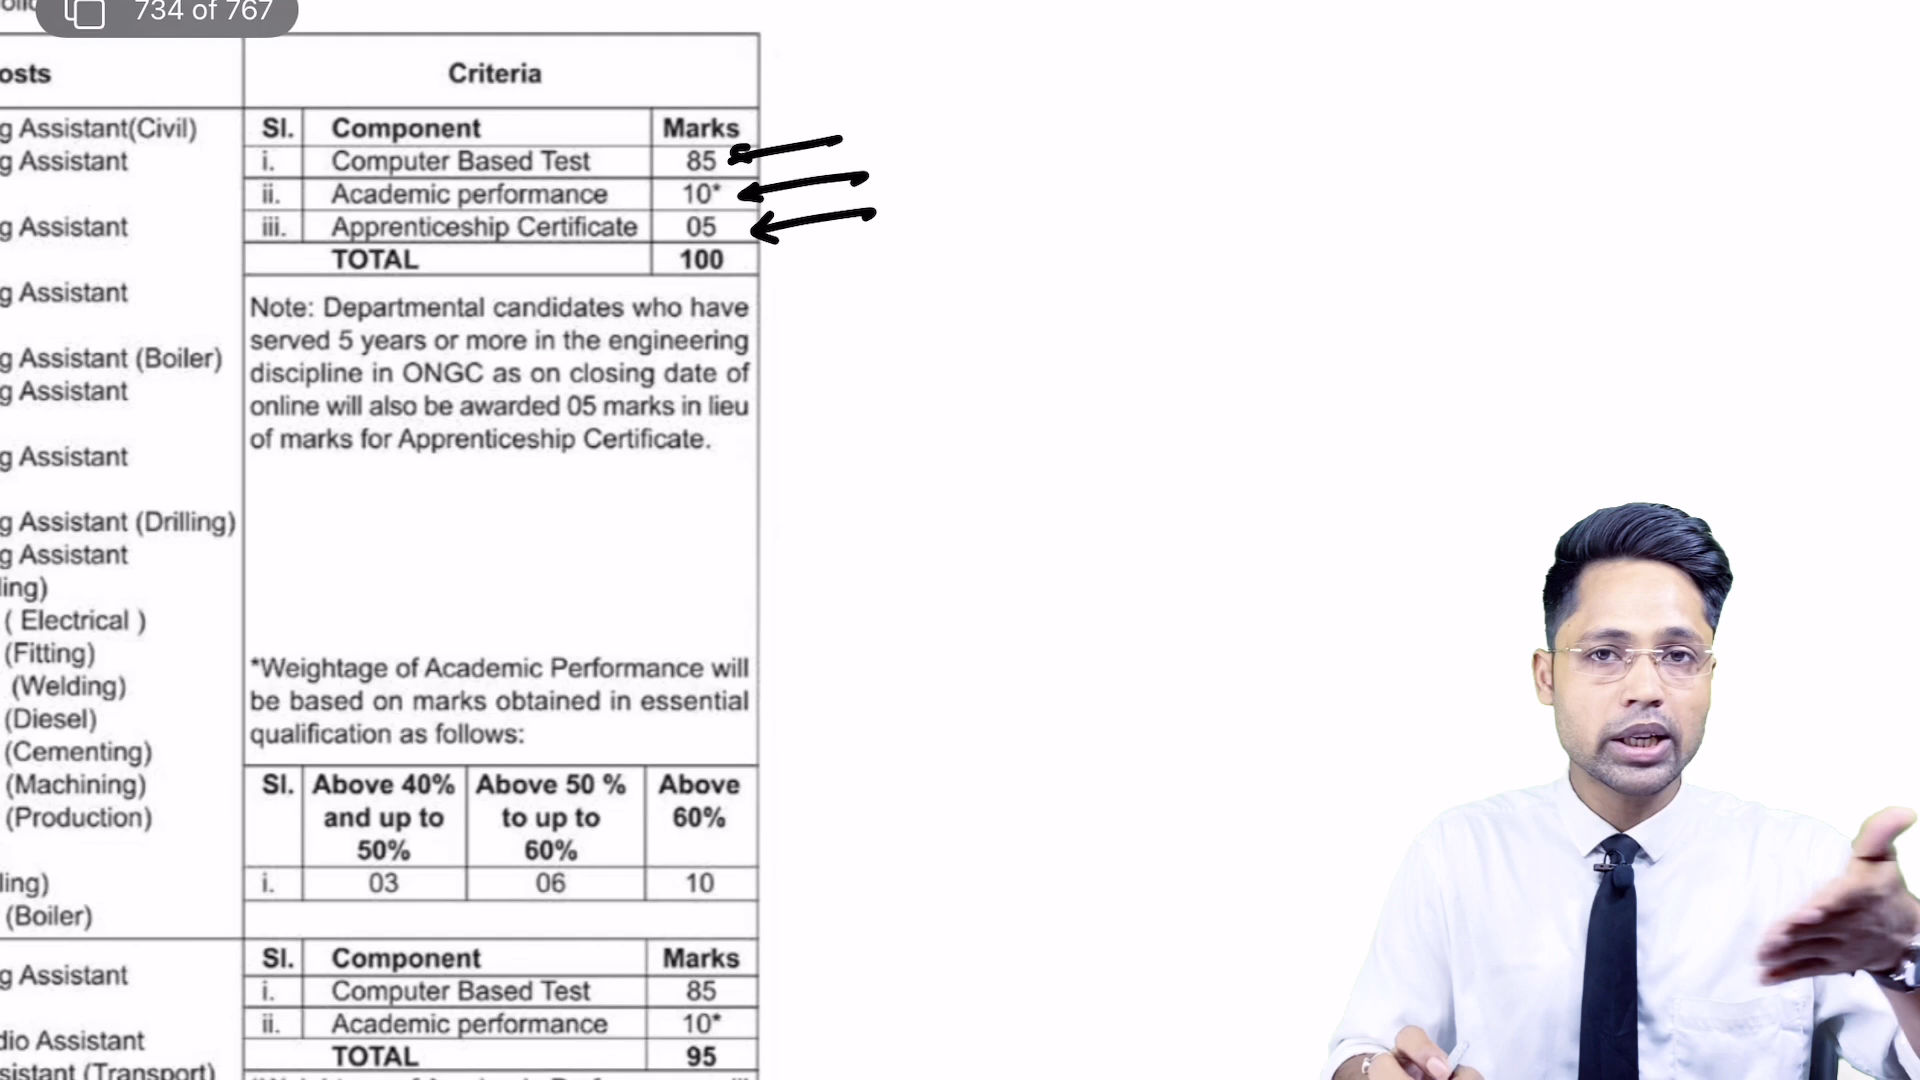 734 of 767
osts
Criteria
g Assistant(Civil)
g Assistant
g Assistant
g Assistant
g Assistant (Boiler)
g Assistant
g Assistant
g Assistant (Drilling)
g Assistant
ling)
( Electrical )
(Fitting)
(Welding)
(Diesel)
(Cementing)
(Machining)
(Production)
ling)
(Boiler)
Sl. Component Marks
i. Computer Based Test 85
ii. Academic performance 10*
iii. Apprenticeship Certificate 05
TOTAL 100
Note: Departmental candidates who have
served 5 years or more in the engineering
discipline in ONGC as on closing date of
online will also be awarded 05 marks in lieu
of marks for Apprenticeship Certificate.
*Weightage of Academic Performance will
be based on marks obtained in essential
qualification as follows:
Sl. Above 40% and up to 50% Above 50 % to up to 60% Above 60%
i. 03 06 10
g Assistant
dio Assistant
sistant (Transport)
Sl. Component Marks
i. Computer Based Test 85
ii. Academic performance 10*
TOTAL 95